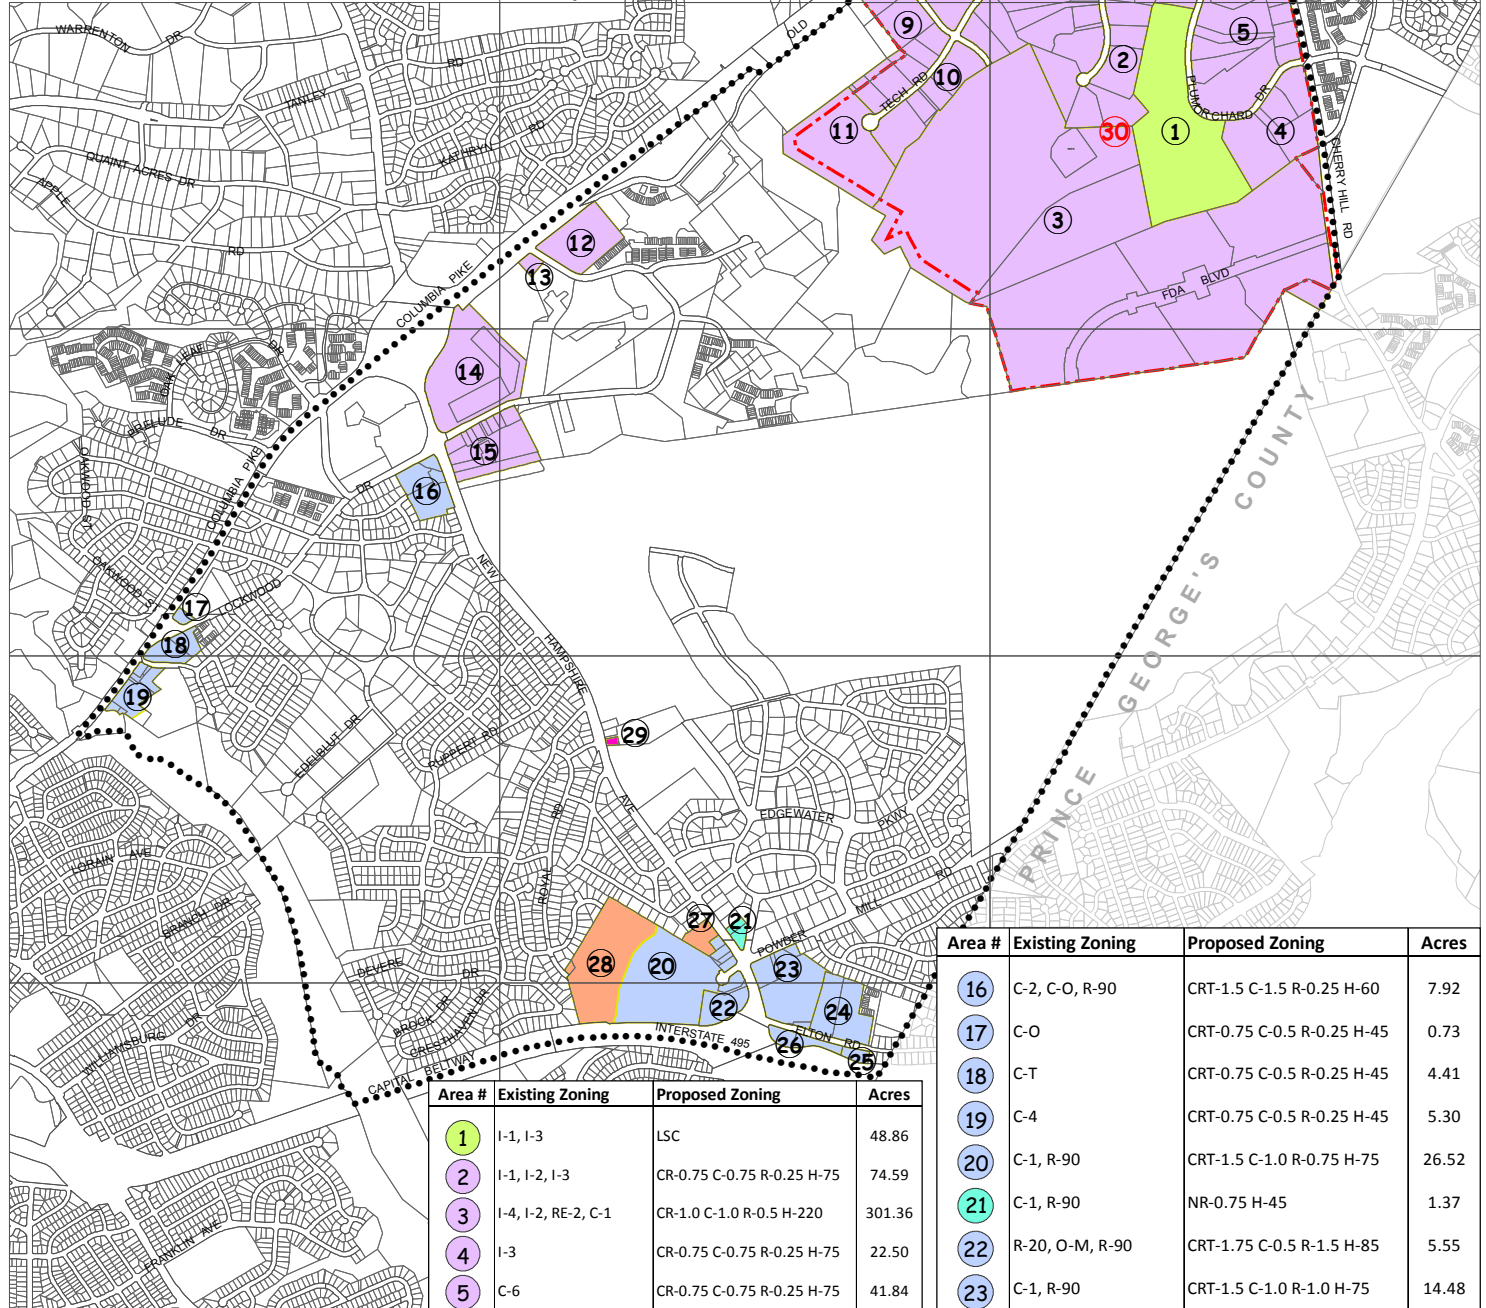 WARRENTON DR
RD
OLD
TANLEY RD
KATHRYN
QUAINT ACRES DR
APPLE
RD
COLUMBIA PIKE
9
10
TECH RD
11
2
5
PLUM ORCHARD DR
30
1
4
CHERRY HILL RD
3
FDA BLVD
12
13
14
15
16
OAK LEAF DR
PRELUDE DR
OAKWOOD ST
COLUMBIA PIKE
DR
OAKWOOD ST
LOCKWOOD
17
18
19
NEW HAMPSHIRE AVE
EDELBLUT DR
RUPPERT RD
29
PRINCE GEORGE'S COUNTY
EDGEWATER PKWY
LORAIN AVE
BRANCH DR
ROYAL RD
DEVERE DR
BROOK DR
CRESTHAVEN DR
WILLIAMSBURG DR
FRANKLIN AVE
POWDER MILL RD
27
21
28
20
22
23
24
26
25
ELTON RD
INTERSTATE 495
CAPITAL BELTWAY
Area # Existing Zoning Proposed Zoning Acres
1 I-1, I-3 LSC 48.86
2 I-1, I-2, I-3 CR-0.75 C-0.75 R-0.25 H-75 74.59
3 I-4, I-2, RE-2, C-1 CR-1.0 C-1.0 R-0.5 H-220 301.36
4 I-3 CR-0.75 C-0.75 R-0.25 H-75 22.50
5 C-6 CR-0.75 C-0.75 R-0.25 H-75 41.84
Area # Existing Zoning Proposed Zoning Acres
16 C-2, C-O, R-90 CRT-1.5 C-1.5 R-0.25 H-60 7.92
17 C-O CRT-0.75 C-0.5 R-0.25 H-45 0.73
18 C-T CRT-0.75 C-0.5 R-0.25 H-45 4.41
19 C-4 CRT-0.75 C-0.5 R-0.25 H-45 5.30
20 C-1, R-90 CRT-1.5 C-1.0 R-0.75 H-75 26.52
21 C-1, R-90 NR-0.75 H-45 1.37
22 R-20, O-M, R-90 CRT-1.75 C-0.5 R-1.5 H-85 5.55
23 C-1, R-90 CRT-1.5 C-1.0 R-1.0 H-75 14.48